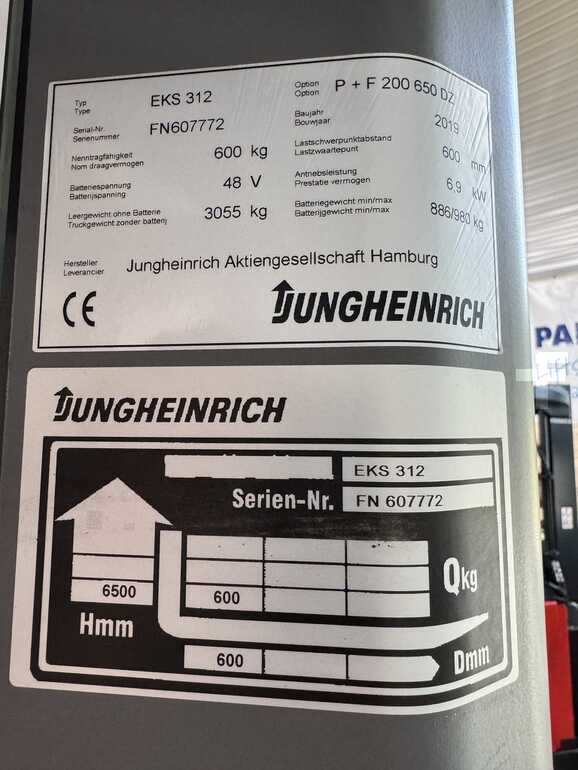 Typ EKS 312 Option P + F 200 650 DZ
Type Option
Serial-Nr. FN607772 Baujahr 2019
Serienummer Bouwjaar
Nenntragfähigkeit 600 kg Lastschwerpunktabstand 600 mm
Nom draagvermogen Lastzwaartepunt
Batteriespannung 48 V Antriebsleistung 6,9 kW
Batterijspanning Prestatie vermogen
Leergewicht ohne Batterie 3055 kg Batteriegewicht min/max 886/980 kg
Truckgewicht zonder batterij Batterijgewicht min/max
Hersteller Jungheinrich Aktiengesellschaft Hamburg
Leverancier
CE JUNGHEINRICH
JUNGHEINRICH
EKS 312
Serien-Nr. FN 607772
6500 600 Qkg
Hmm
600 Dmm